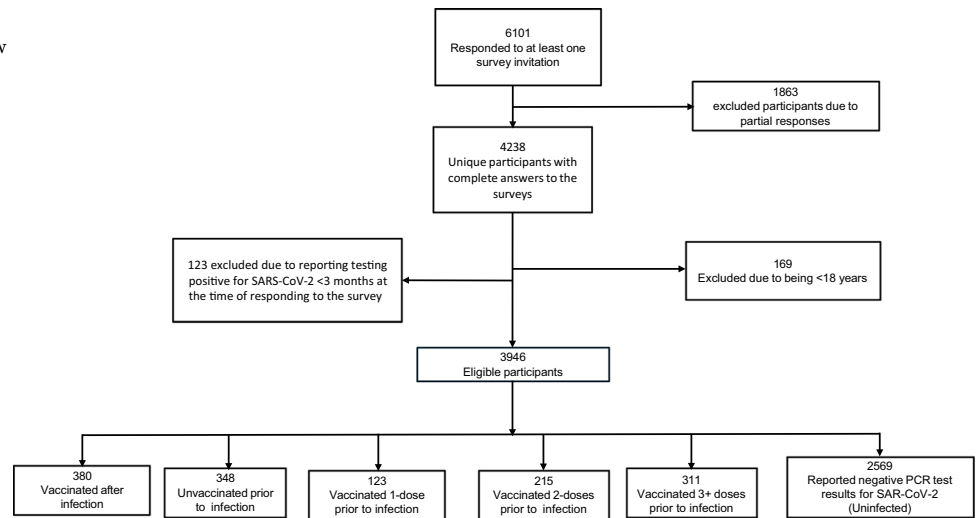 6101
Responded to at least one
survey invitation
1863
excluded participants due to
partial responses
4238
Unique participants with
complete answers to the
surveys
123 excluded due to reporting testing
positive for SARS-CoV-2 <3 months at
the time of responding to the survey
169
Excluded due to being <18 years
3946
Eligible participants
380
Vaccinated after
infection
348
Unvaccinated prior
to infection
123
Vaccinated 1-dose
prior to infection
215
Vaccinated 2-doses
prior to infection
311
Vaccinated 3+ doses
prior to infection
2569
Reported negative PCR test
results for SAR-CoV-2
(Uninfected)